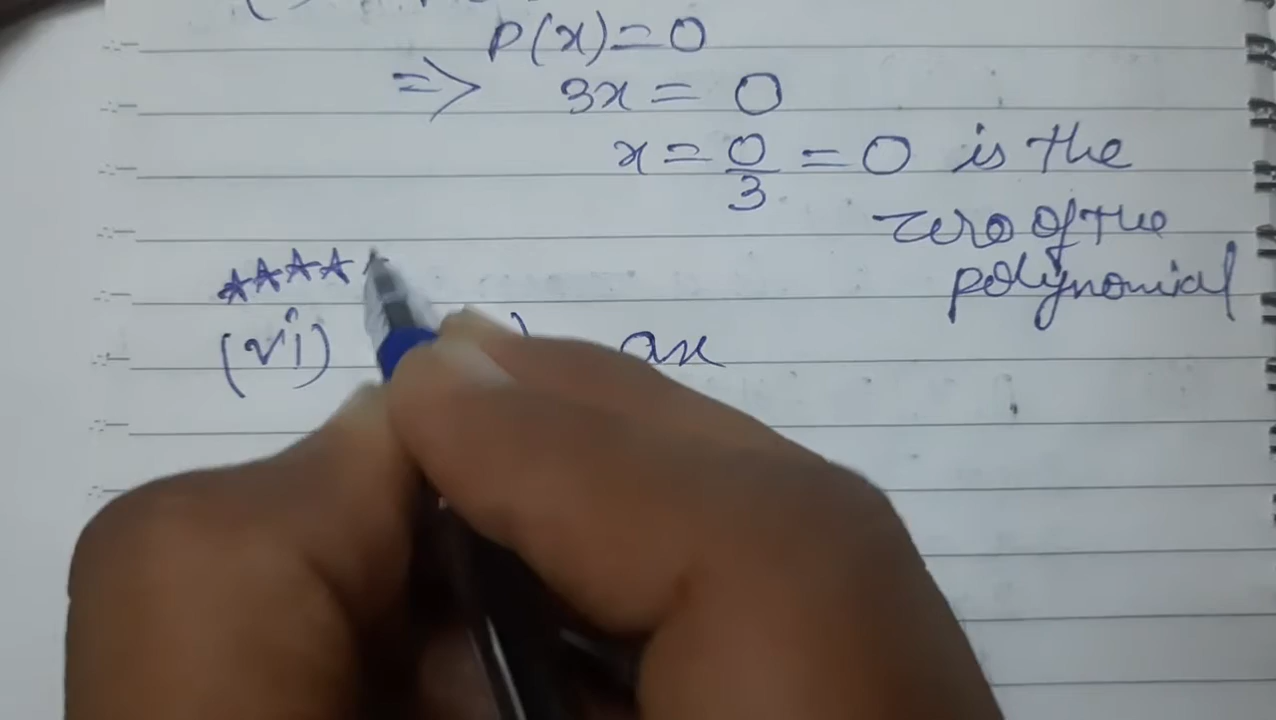 P(x)=0
=> 3x = 0
x = 0/3 = 0 is the
zero of the
polynomial
☆☆☆☆
(vi) ax